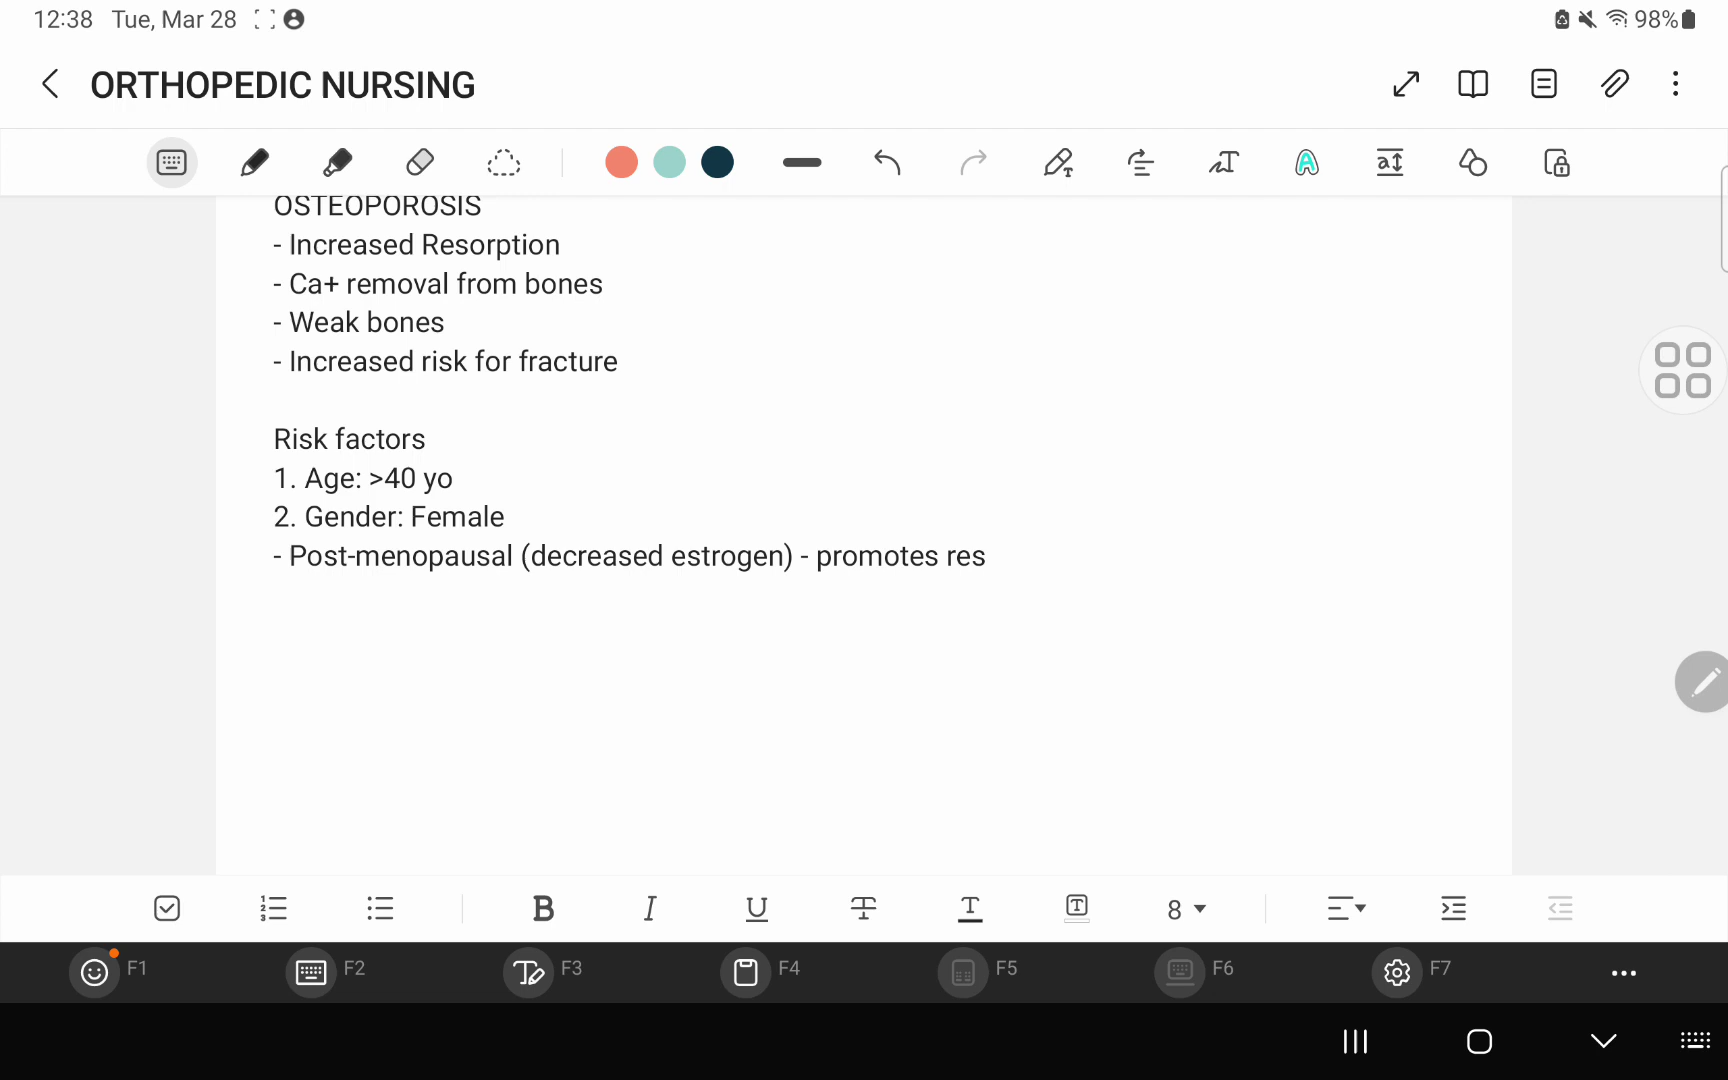 12:38 Tue, Mar 28 98%
ORTHOPEDIC NURSING
OSTEOPOROSIS
- Increased Resorption
- Ca+ removal from bones
- Weak bones
- Increased risk for fracture
Risk factors
1. Age: >40 yo
2. Gender: Female
- Post-menopausal (decreased estrogen) - promotes res
8
F1 F2 F3 F4 F5 F6 F7